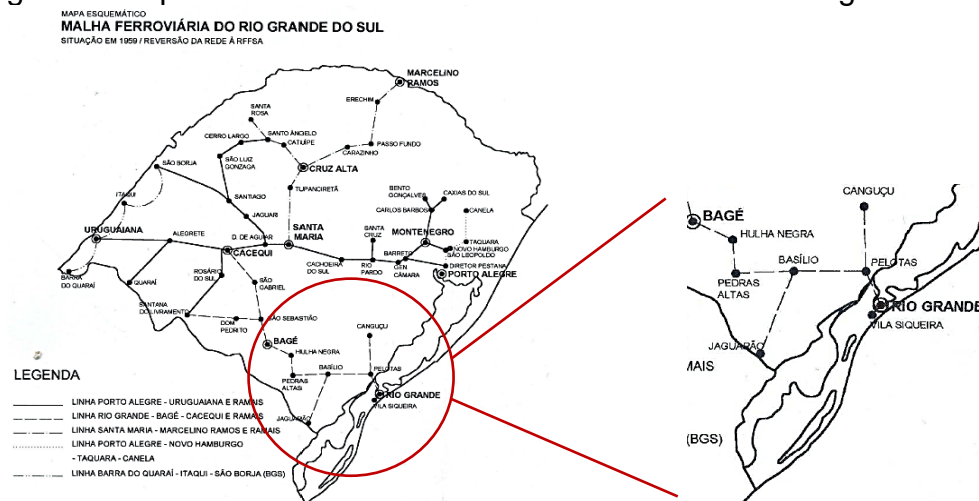 MAPA ESQUEMÁTICO
MALHA FERROVIÁRIA DO RIO GRANDE DO SUL
SITUAÇÃO EM 1959 / REVERSÃO DA REDE À RFFSA
MARCELINO
RAMOS
ERECHIM
SANTA
ROSA
CERRO LARGO
SANTO ÂNGELO
CATUÍPE
PASSO FUNDO
CARAZINHO
SÃO BORJA
SÃO LUIZ
GONZAGA
CRUZ ALTA
TUPANCIRETÃ
ITAQUI
SANTIAGO
JAGUARI
BENTO
GONÇALVES
CAXIAS DO SUL
CARLOS BARBOSA
CANELA
URUGUAIANA
ALEGRETE
D. DE AGUIAR
SANTA
MARIA
CACEQUI
SANTA
CRUZ
MONTENEGRO
TAQUARA
NOVO HAMBURGO
SÃO LEOPOLDO
BARRETO
DIRETOR PESTANA
PORTO ALEGRE
CACHOEIRA
DO SUL
RIO
PARDO
GEN.
CÂMARA
BARRA
DO QUARAÍ
QUARAÍ
ROSÁRIO
DO SUL
SÃO
GABRIEL
SANTANA
DO LIVRAMENTO
DOM
PEDRITO
SÃO SEBASTIÃO
BAGÉ
HULHA NEGRA
CANGUÇU
PEDRAS
ALTAS
BASÍLIO
PELOTAS
RIO GRANDE
VILA SIQUEIRA
JAGUARÃO
LEGENDA
LINHA PORTO ALEGRE - URUGUAIANA E RAMAIS
LINHA RIO GRANDE - BAGÉ - CACEQUI E RAMAIS
LINHA SANTA MARIA - MARCELINO RAMOS E RAMAIS
LINHA PORTO ALEGRE - NOVO HAMBURGO
- TAQUARA - CANELA
LINHA BARRA DO QUARAÍ - ITAQUI - SÃO BORJA (BGS)
CANGUÇU
BAGÉ
HULHA NEGRA
BASÍLIO
PELOTAS
PEDRAS
ALTAS
RIO GRANDE
VILA SIQUEIRA
JAGUARÃO
MAIS
(BGS)